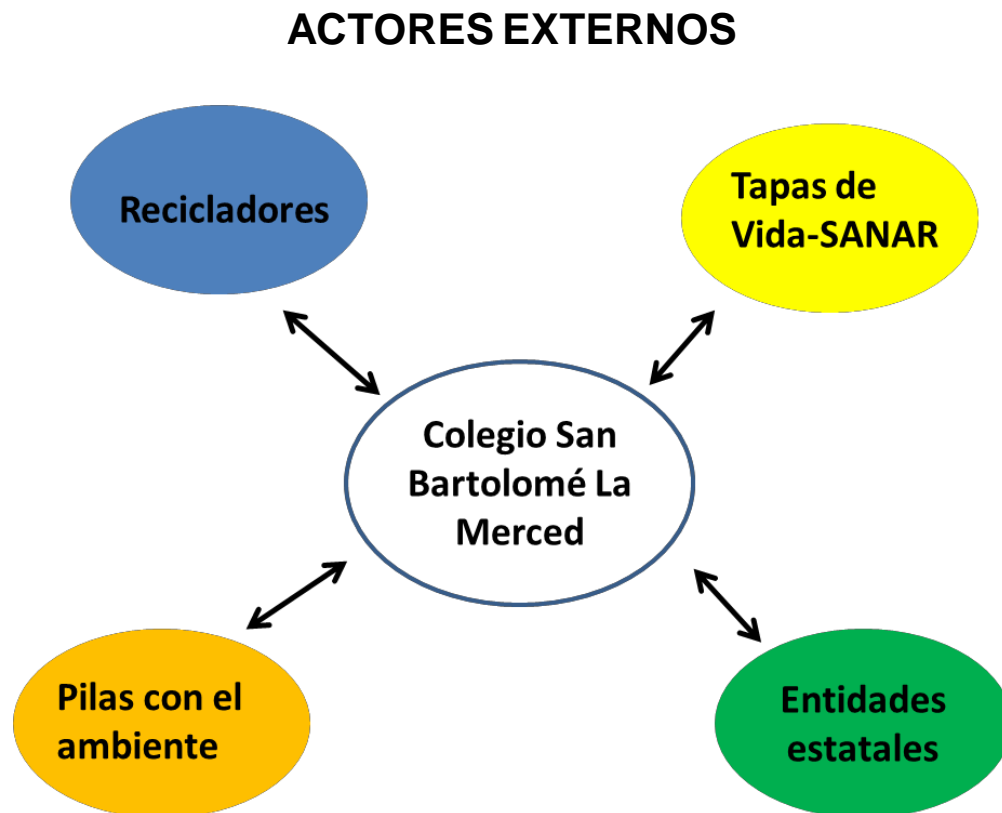 ACTORES EXTERNOS
Recicladores
Tapas de
Vida-SANAR
Colegio San
Bartolomé La
Merced
Pilas con el
ambiente
Entidades
estatales